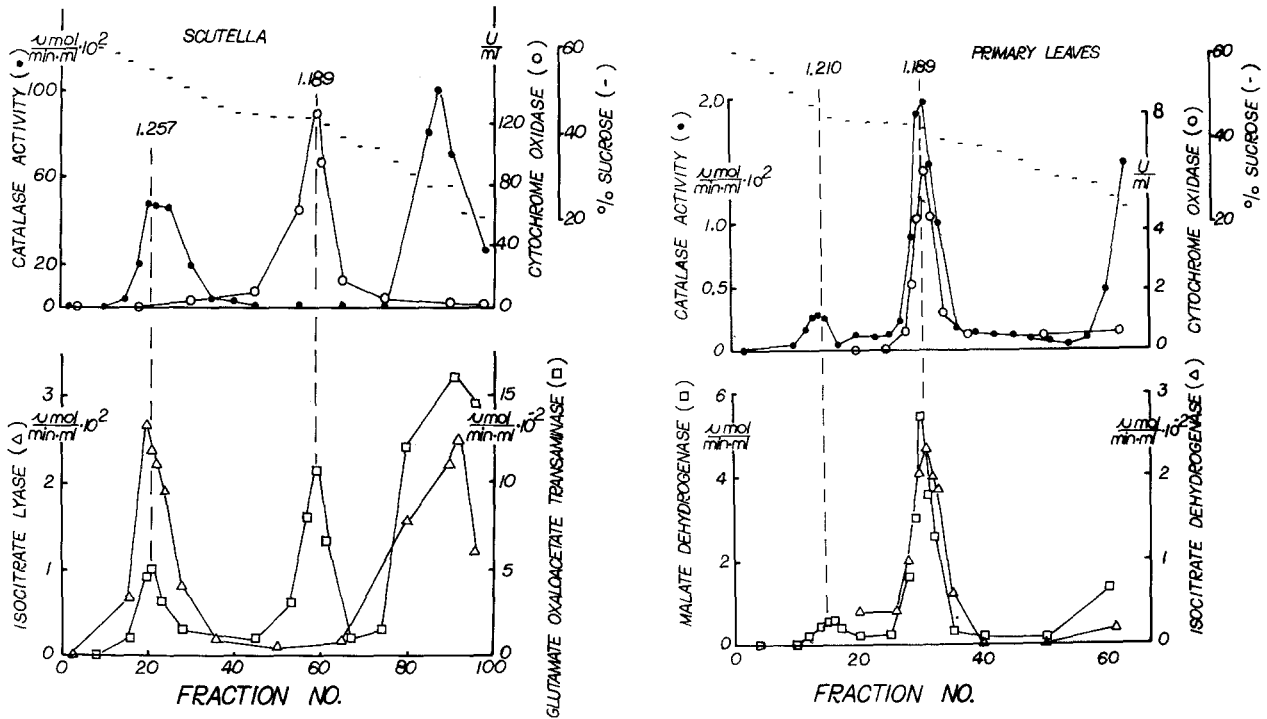 SCUTELLA
μmol
min·ml ·10²
CATALASE ACTIVITY (●)
100
60
20
0
1.257
1.189
U
ml
120
80
40
0
CYTOCHROME OXIDASE (○)
60
40
20
% SUCROSE (-)
3
μmol
min·ml ·10²
1
0
ISOCITRATE LYASE (△)
15
μmol
min·ml ·10⁻²
10
5
0
GLUTAMATE OXALOACETATE TRANSAMINASE (□)
0 20 40 60 80 100
FRACTION NO.
PRIMARY LEAVES
1.210
1.189
2.0
μmol
min·ml ·10²
1.0
0.5
0
CATALASE ACTIVITY (●)
8
U
ml
4
2
0
CYTOCHROME OXIDASE (○)
60
40
20
% SUCROSE (-)
6
μmol
min·ml
4
2
0
MALATE DEHYDROGENASE (□)
3
μmol
min·ml ·10⁻²
2
1
0
ISOCITRATE DEHYDROGENASE (△)
0 20 40 60
FRACTION NO.